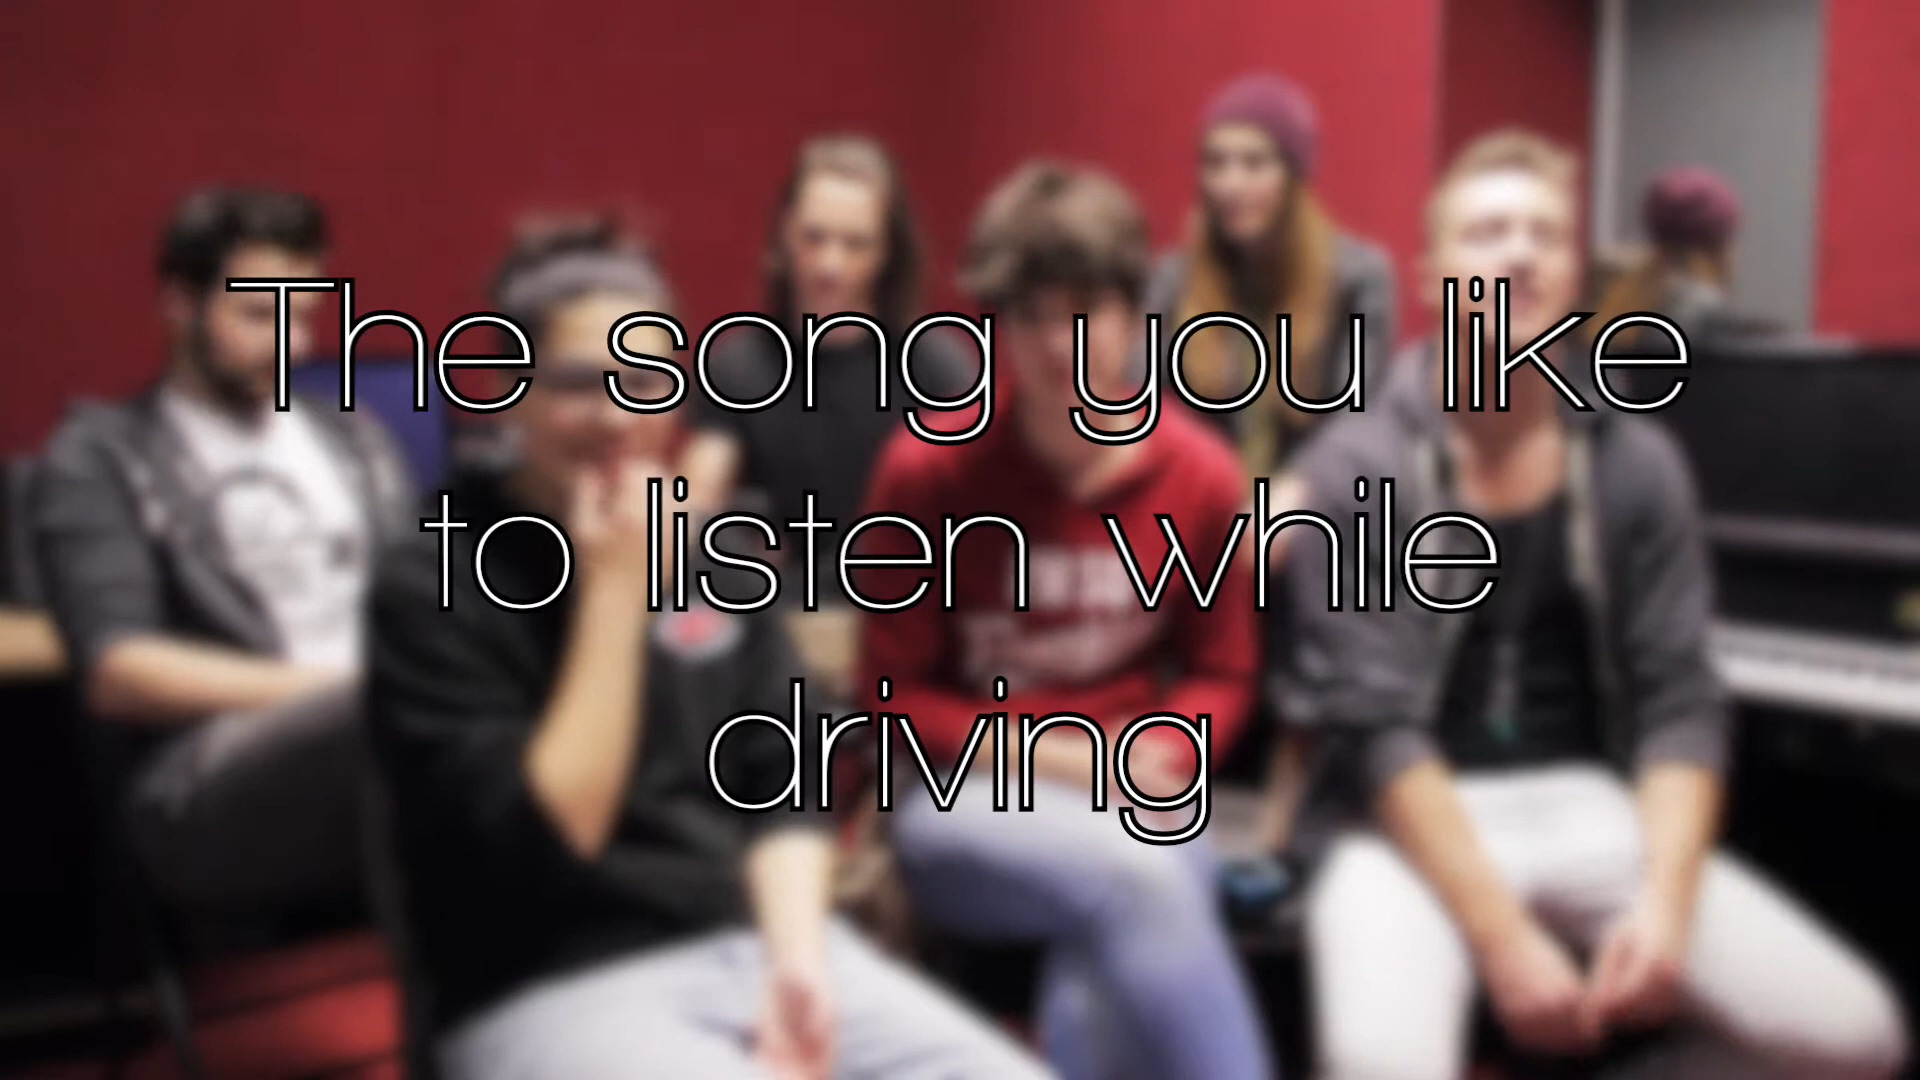 The song you like
to listen while
driving